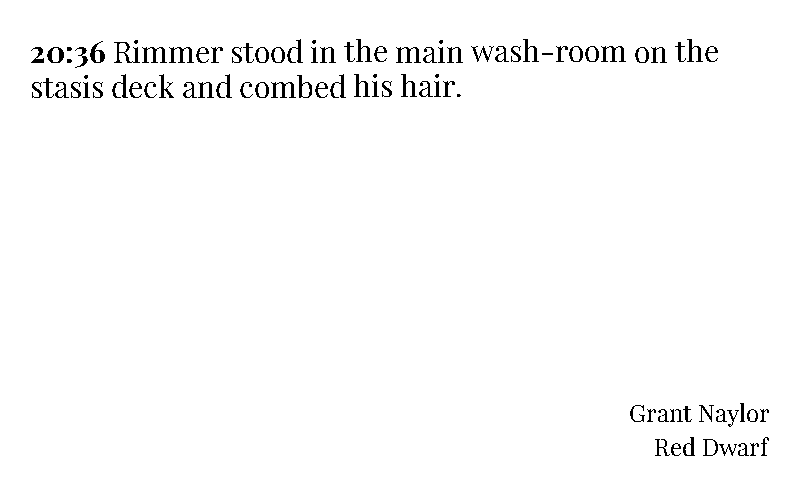 20:36 Rimmer stood in the main wash-room on the
stasis deck and combed his hair.
Grant Naylor
Red Dwarf